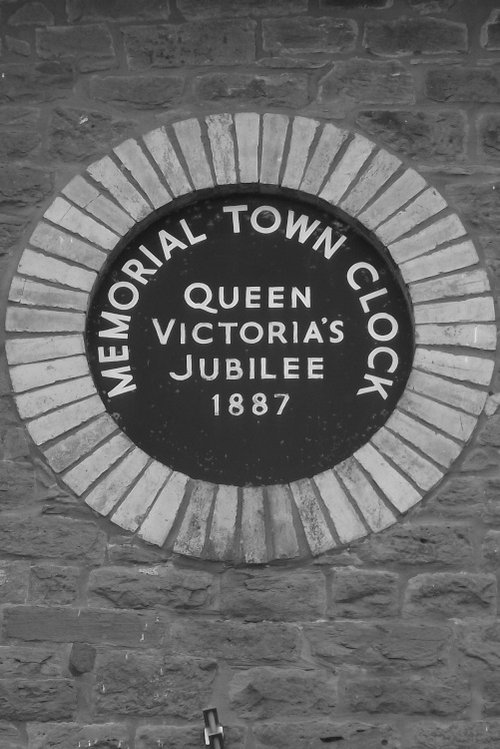 MEMORIAL TOWN CLOCK
QUEEN
VICTORIA'S
JUBILEE
1887